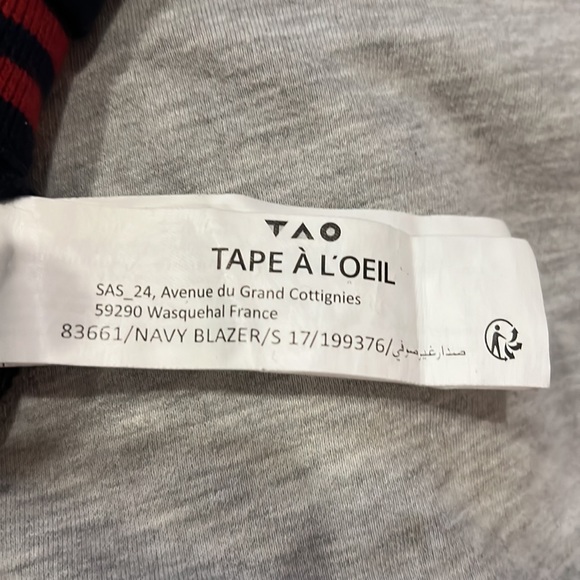 TAO
TAPE À L'OEIL
SAS_24, Avenue du Grand Cottignies
59290 Wasquehal France
83661/NAVY BLAZER/S 17/199376/صدار غير صوفي